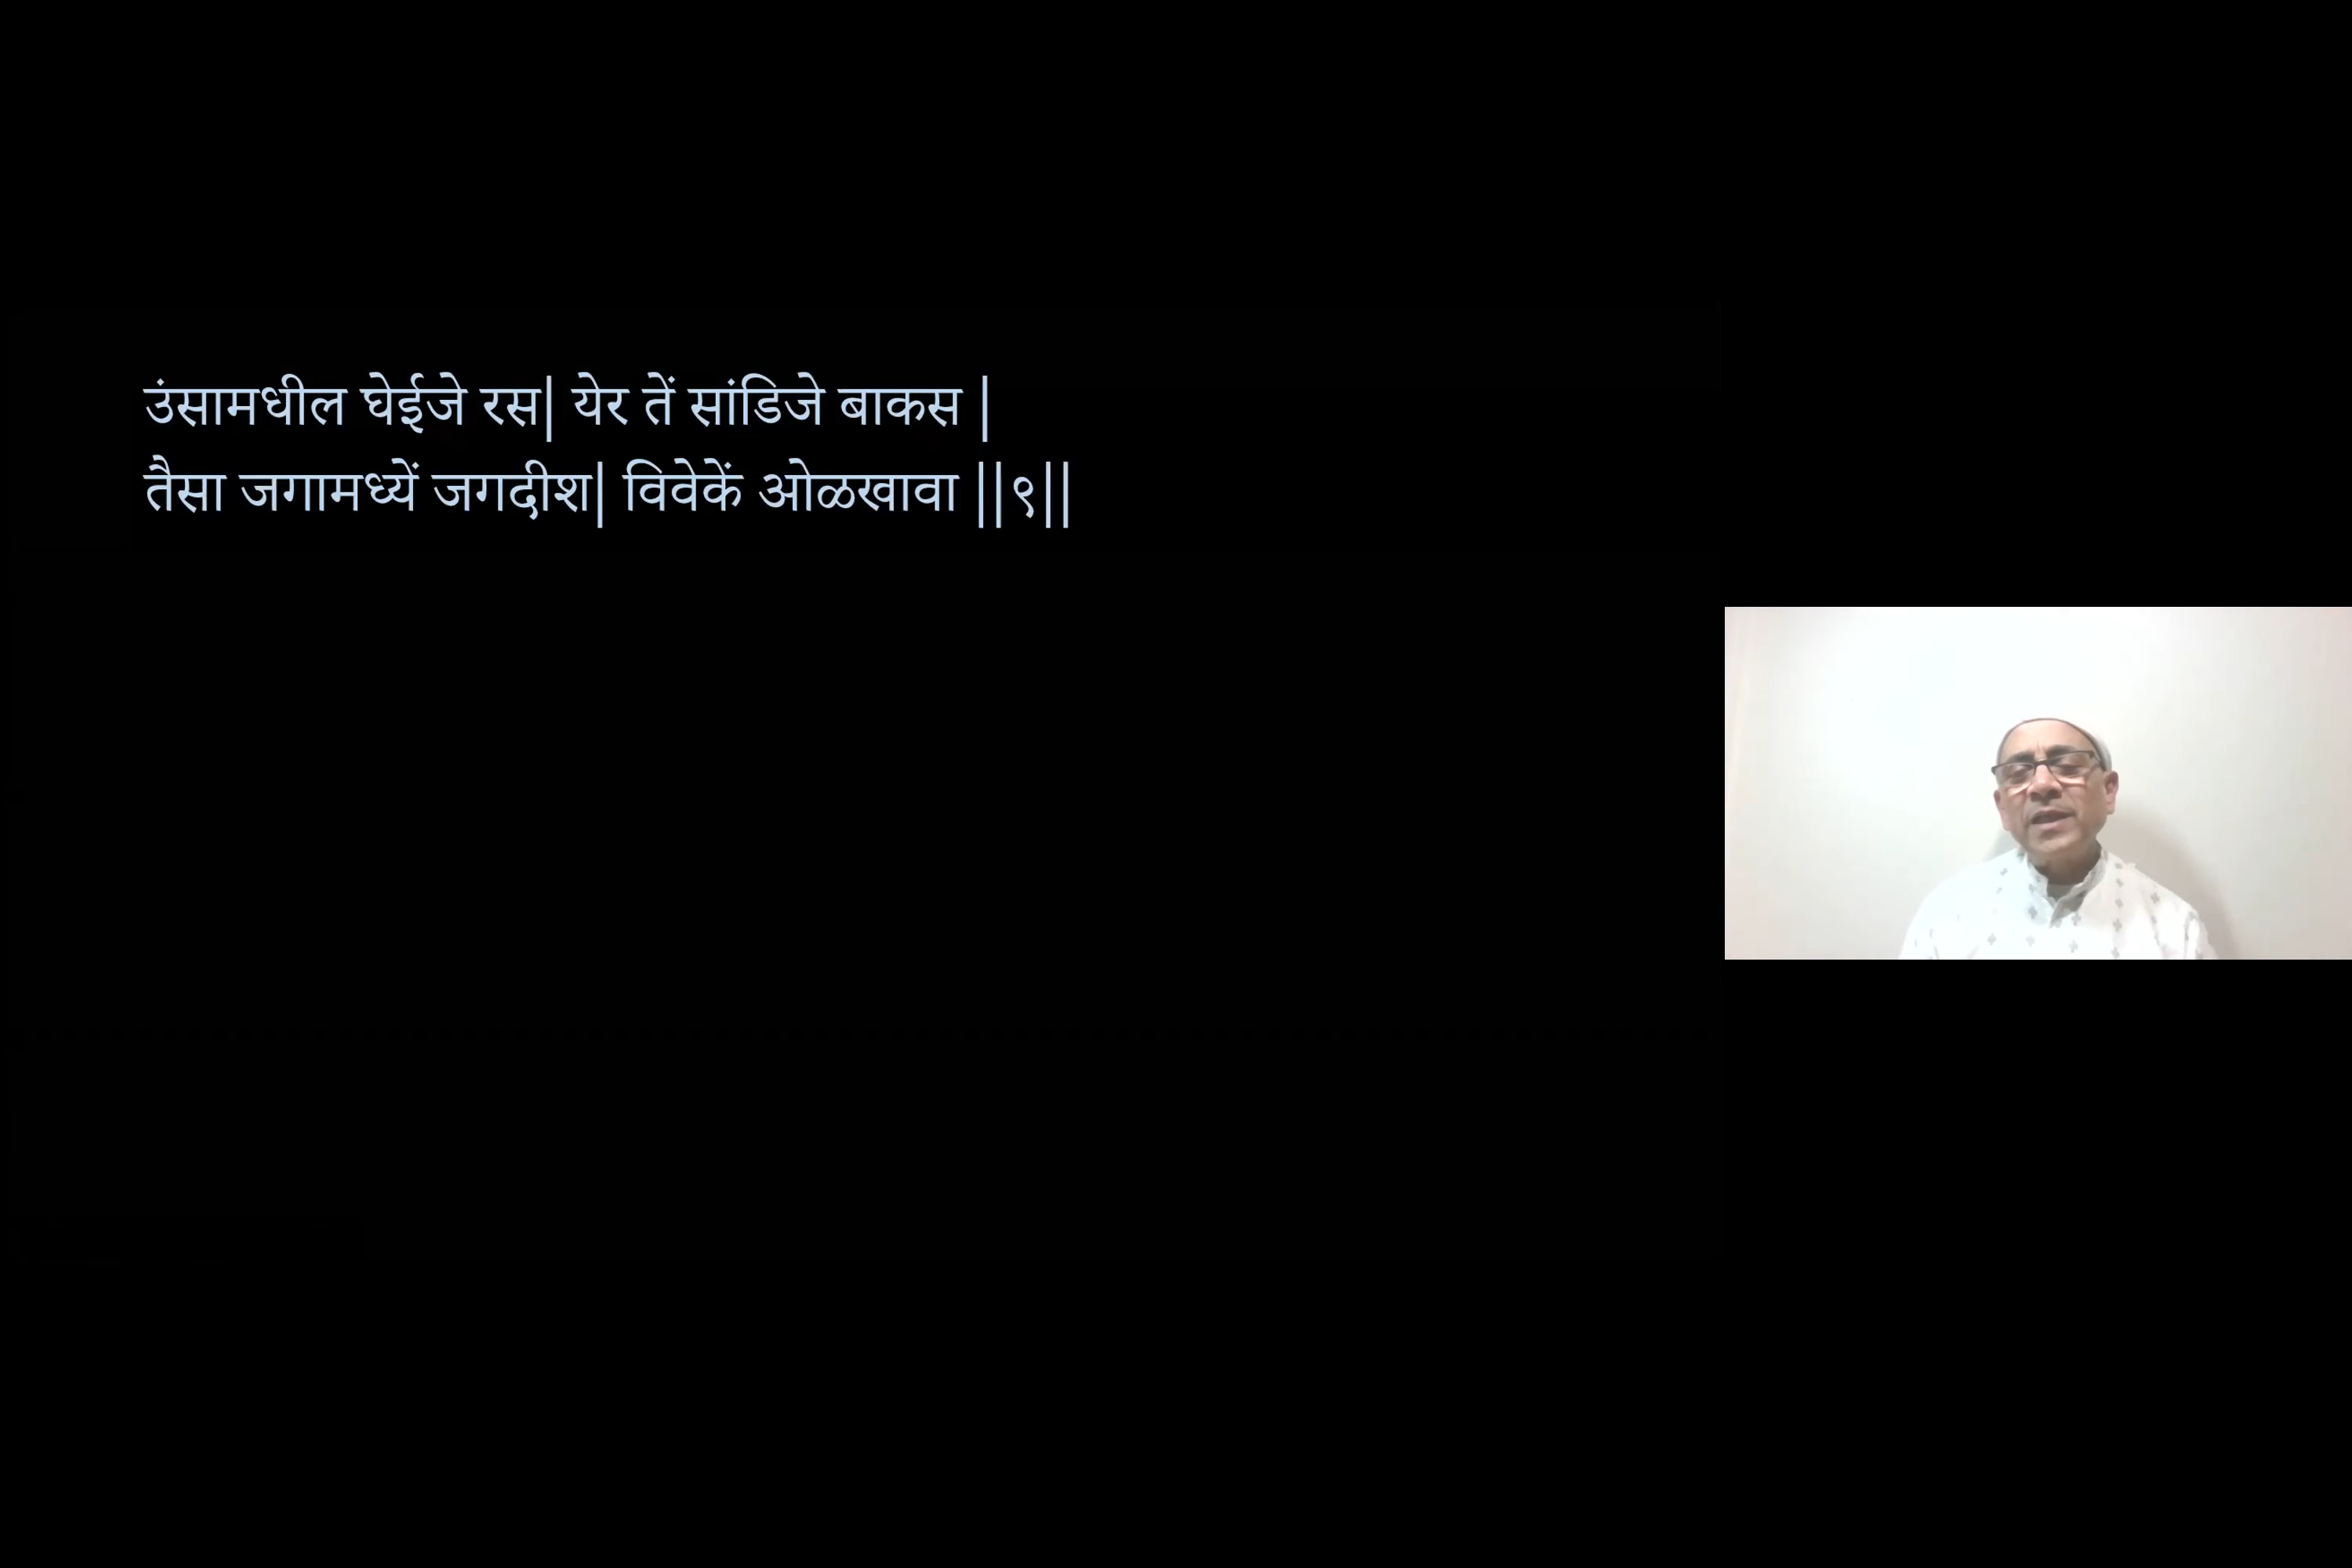 उंसामधील घेईजे रस| येर तें सांडिजे बाकस |
तैसा जगामध्यें जगदीश| विवेकें ओळखावा ||९||